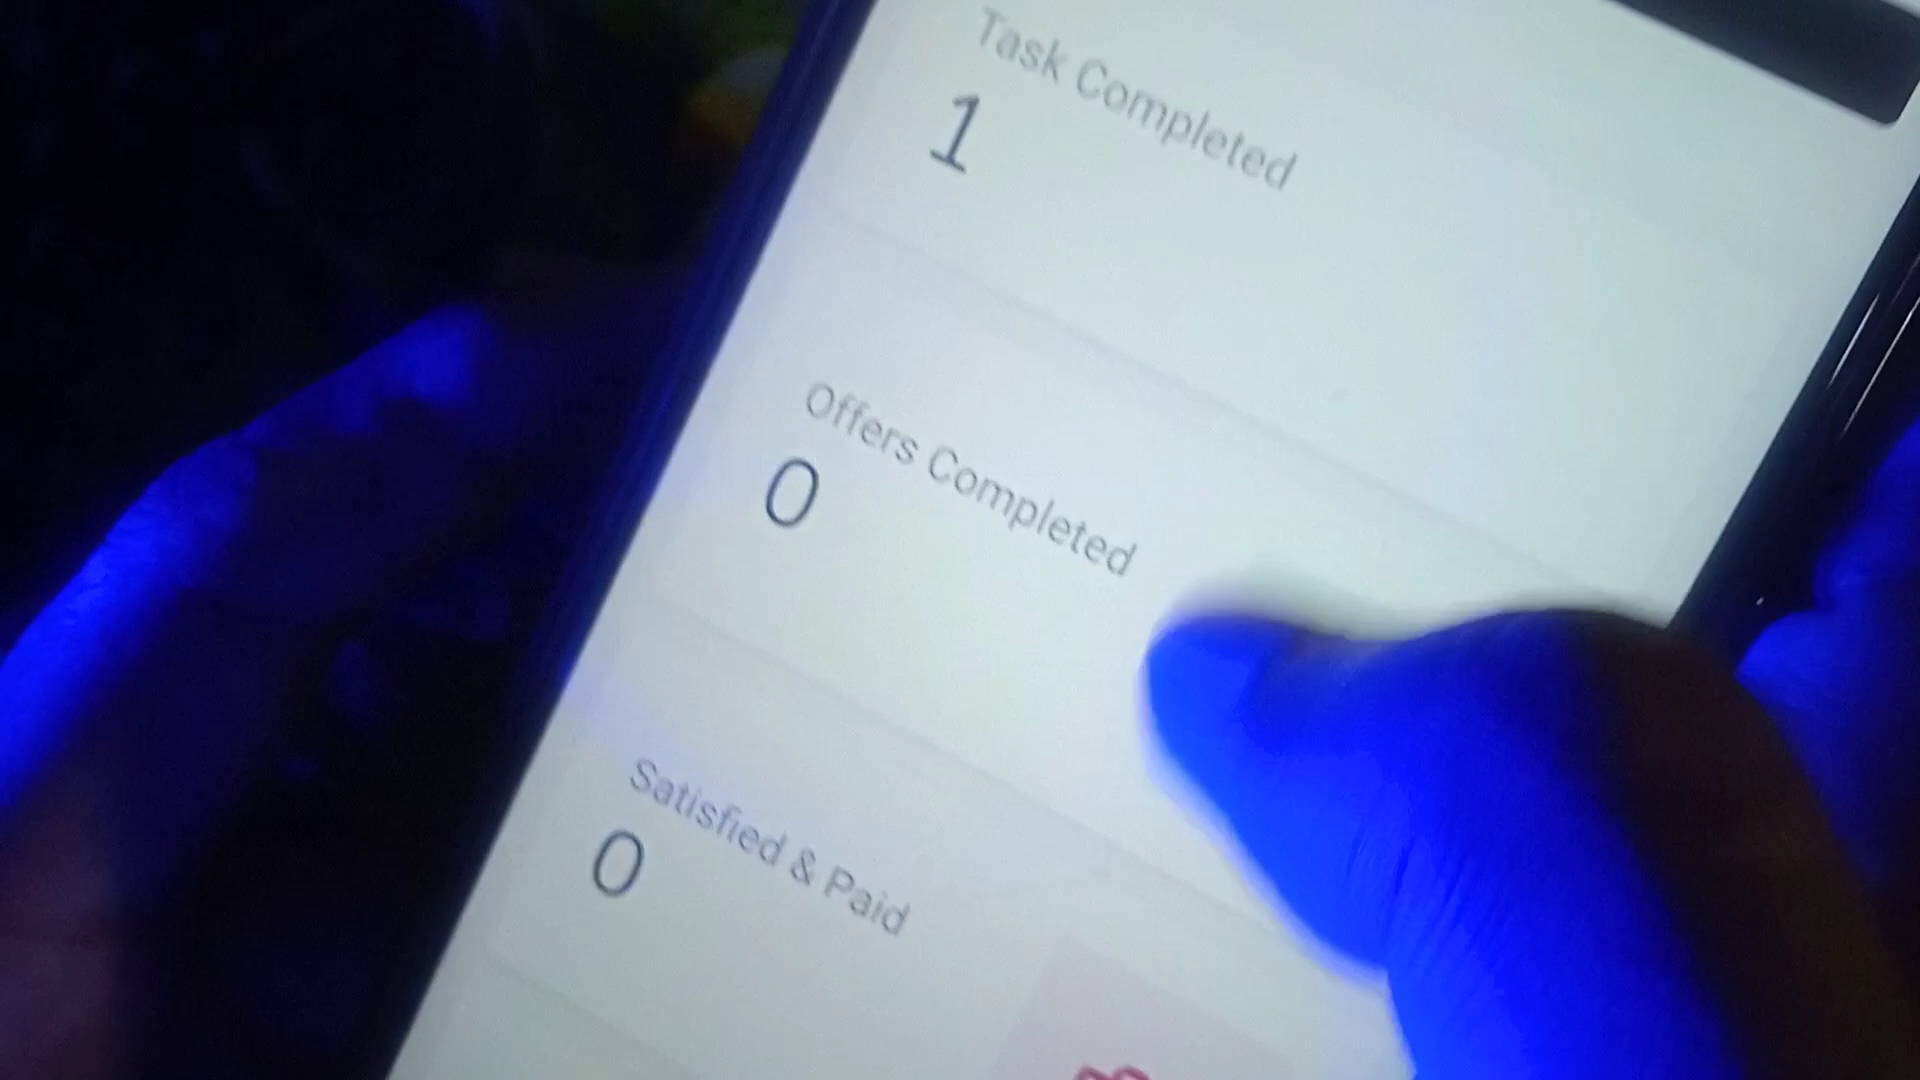 Task Completed
1
Offers Completed
0
Satisfied & Paid
0